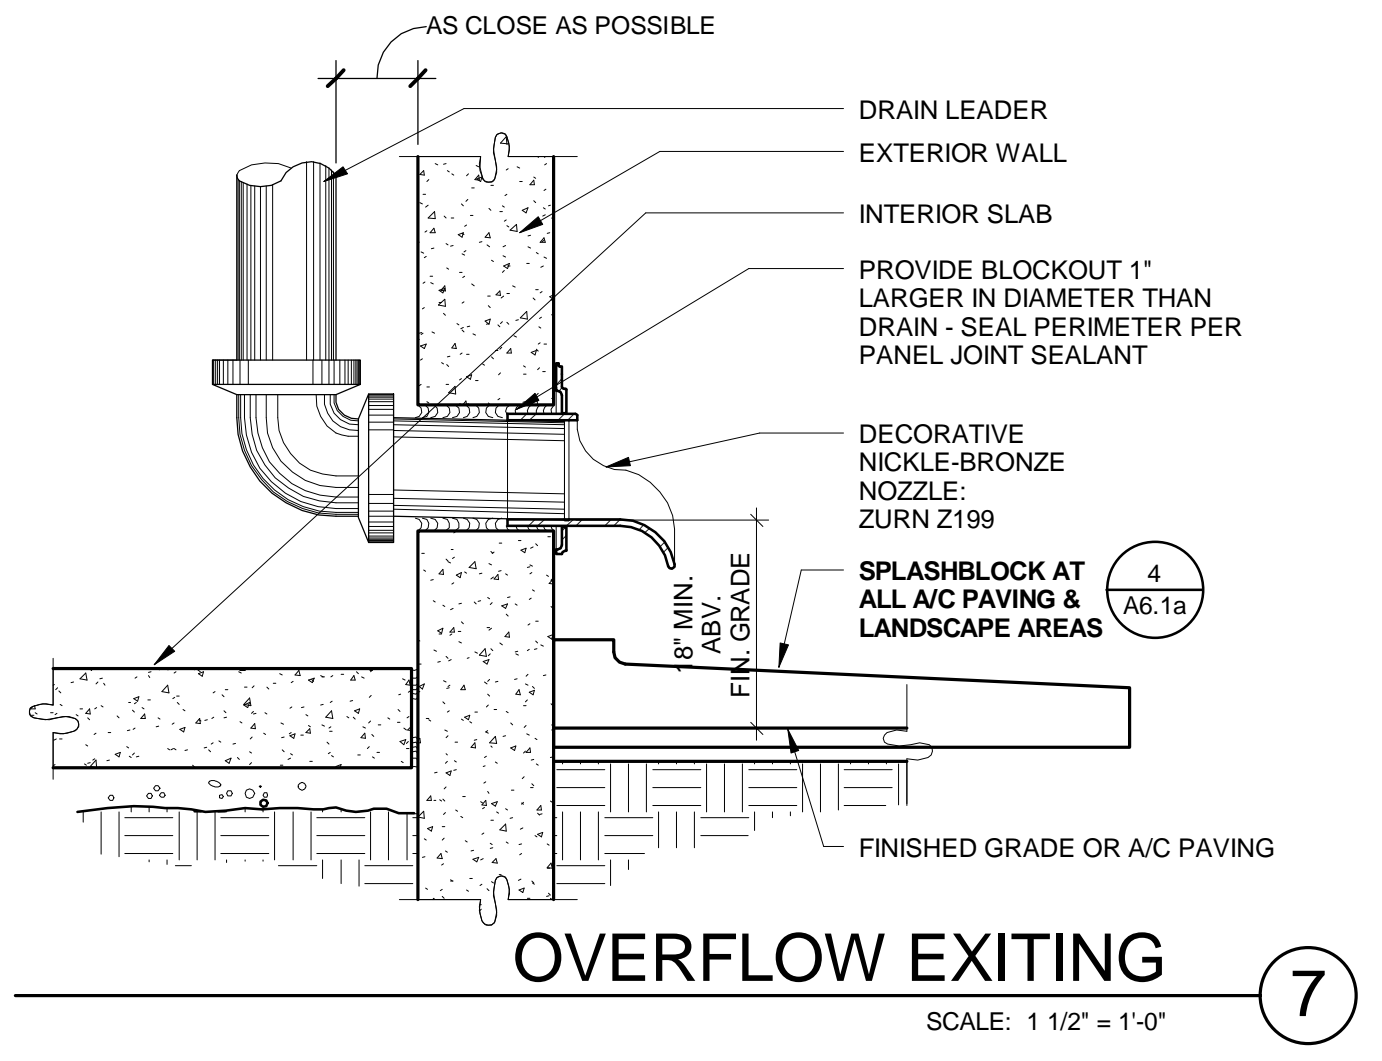 AS CLOSE AS POSSIBLE
DRAIN LEADER
EXTERIOR WALL
INTERIOR SLAB
PROVIDE BLOCKOUT 1"
LARGER IN DIAMETER THAN
DRAIN - SEAL PERIMETER PER
PANEL JOINT SEALANT
DECORATIVE
NICKLE-BRONZE
NOZZLE:
ZURN Z199
SPLASHBLOCK AT
ALL A/C PAVING &
LANDSCAPE AREAS
4
A6.1a
18" MIN.
ABV.
FIN. GRADE
FINISHED GRADE OR A/C PAVING
OVERFLOW EXITING
7
SCALE: 1 1/2" = 1'-0"